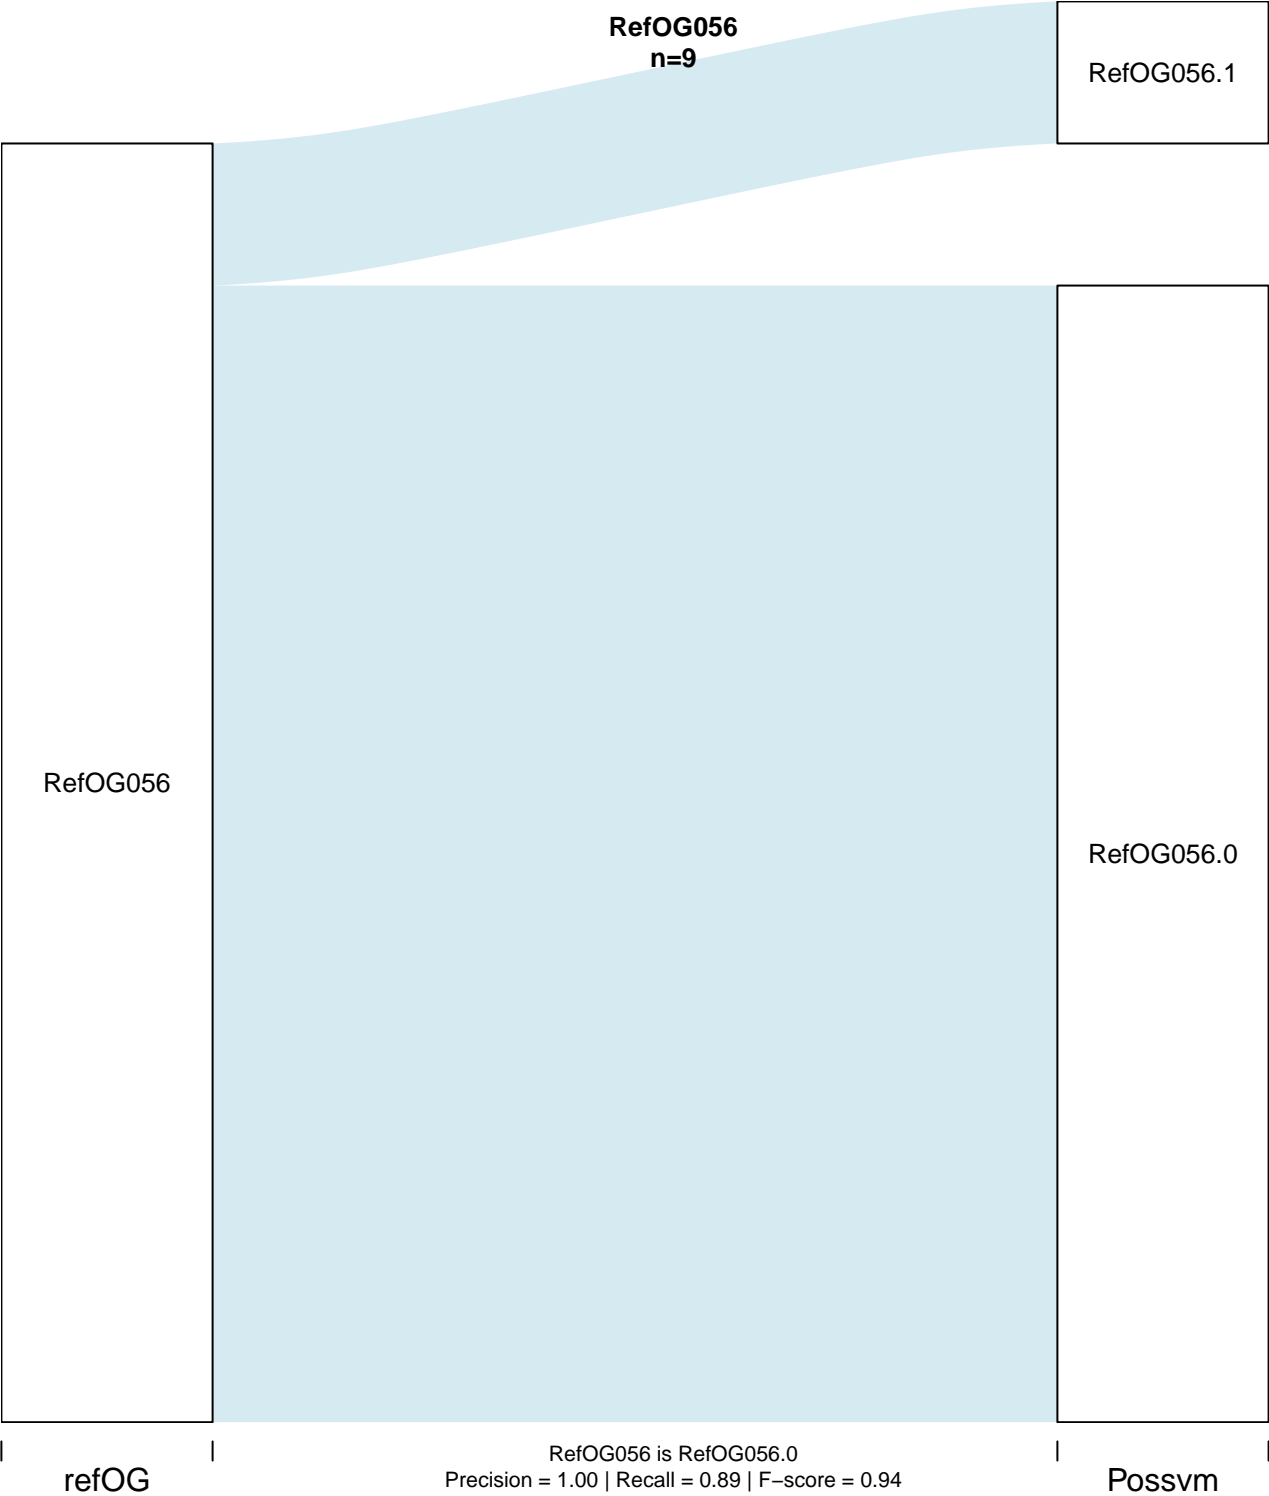 RefOG056
n=9
RefOG056.1
RefOG056
RefOG056.0
RefOG056 is RefOG056.0
Precision = 1.00 | Recall = 0.89 | F−score = 0.94
refOG
Possvm